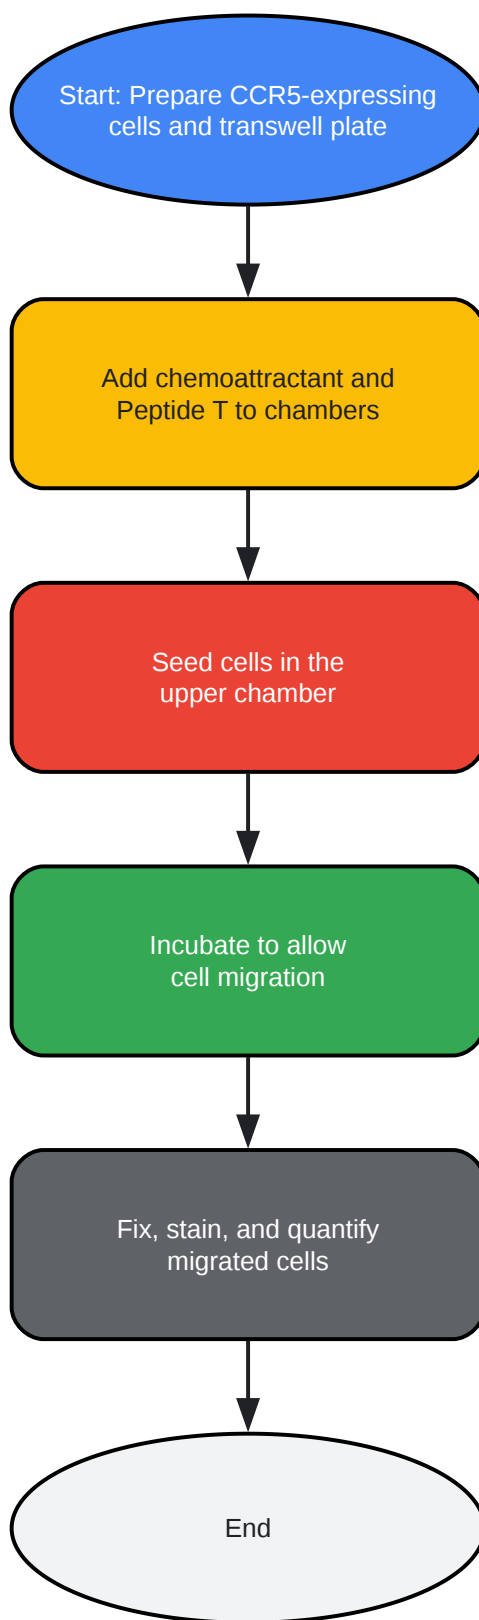 Start: Prepare CCR5-expressing
cells and transwell plate
Add chemoattractant and
Peptide T to chambers
Seed cells in the
upper chamber
Incubate to allow
cell migration
Fix, stain, and quantify
migrated cells
End